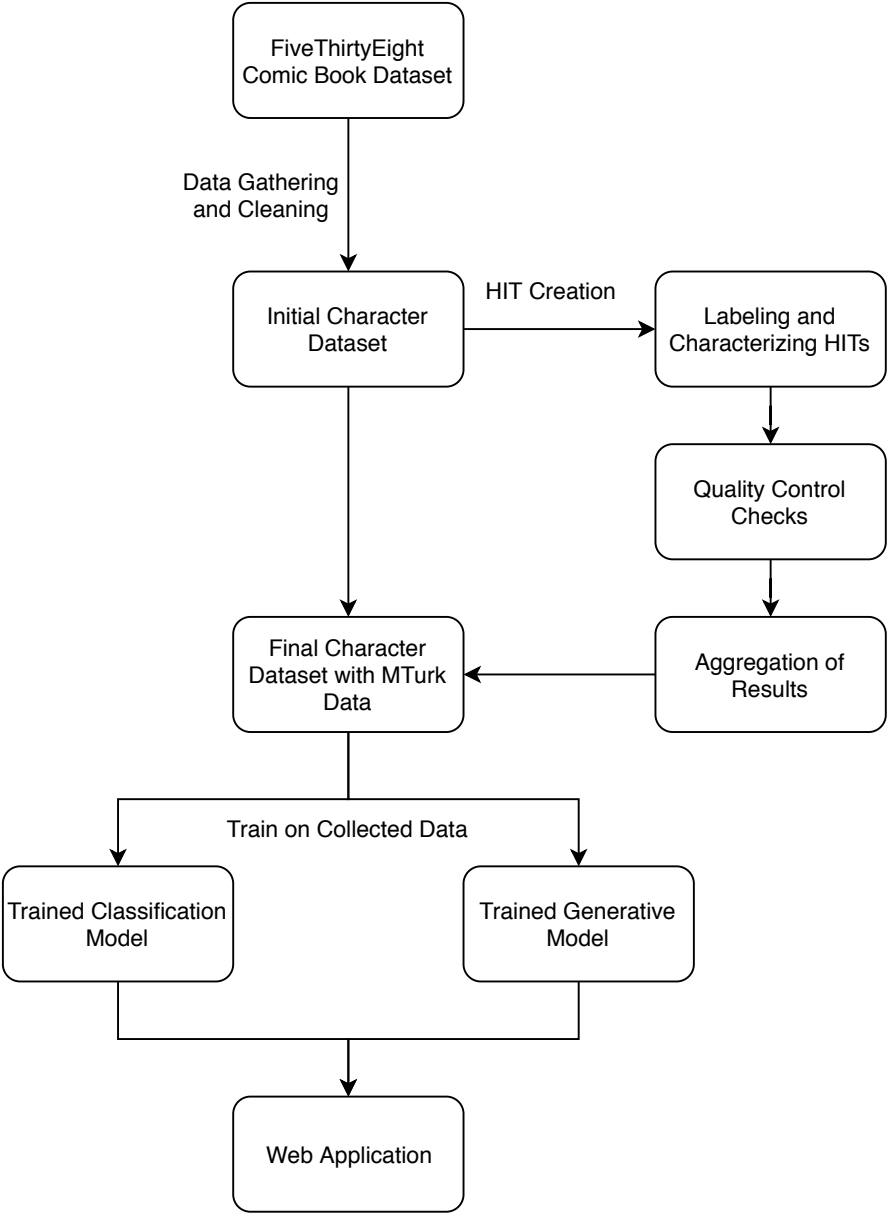 FiveThirtyEight
Comic Book Dataset
Data Gathering
and Cleaning
Initial Character
Dataset
HIT Creation
Labeling and
Characterizing HITs
Quality Control
Checks
Aggregation of
Results
Final Character
Dataset with MTurk
Data
Train on Collected Data
Trained Classification
Model
Trained Generative
Model
Web Application